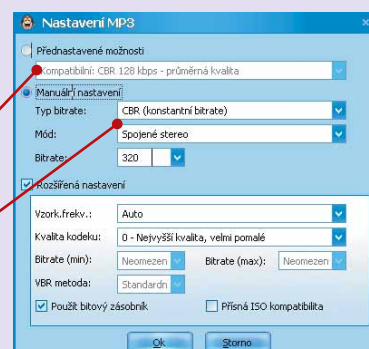 Nastavení MP3
Přednastavené možnosti
Kompatibilní: CBR 128 kbps - průměrná kvalita
Manuální nastavení
Typ bitrate: CBR (konstantní bitrate)
Mód: Spojené stereo
Bitrate: 320
Rozšířená nastavení
Vzork.frekv.: Auto
Kvalita kodeku: 0 - Nejvyšší kvalita, velmi pomalé
Bitrate (min): Neomezen Bitrate (max): Neomezen
VBR metoda: Standardn
Použít bitový zásobník Přísná ISO kompatibilita
Ok Storno